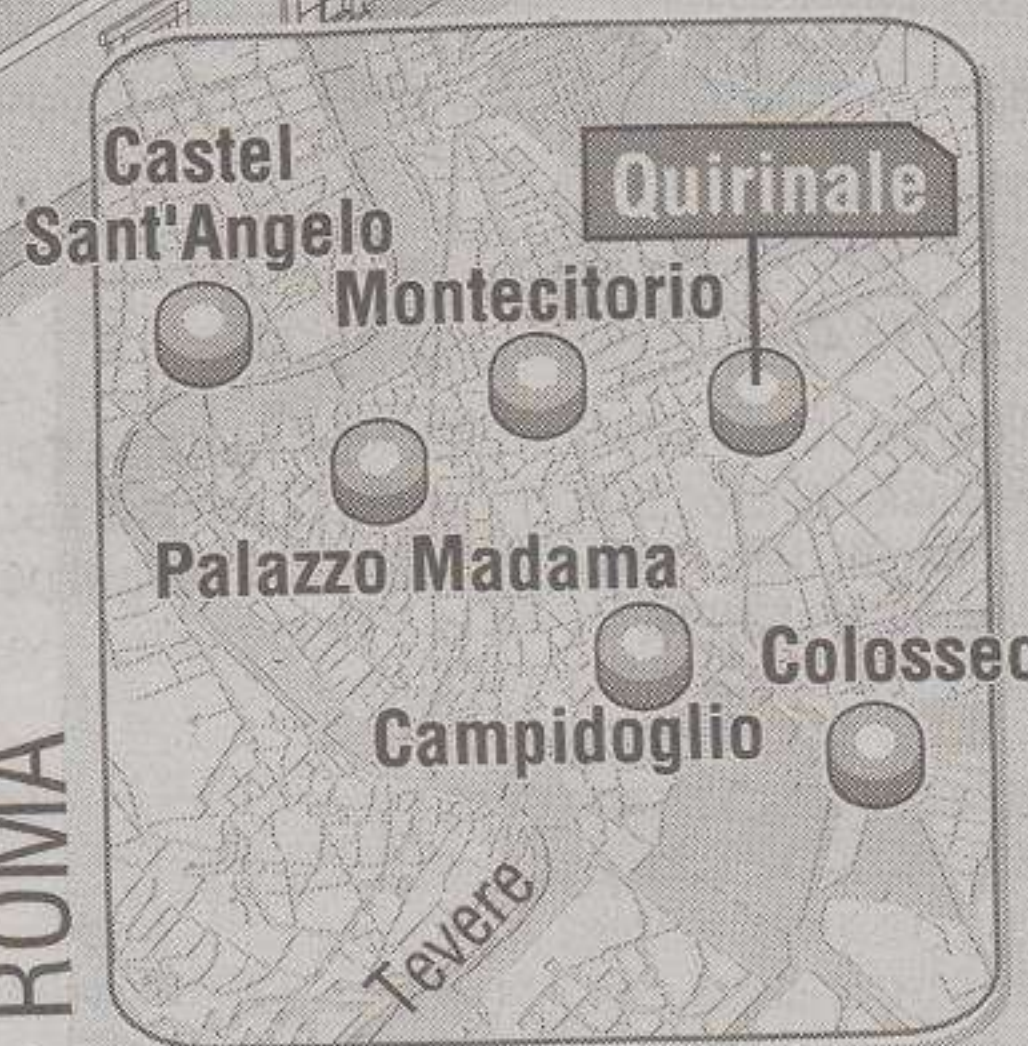 Castel
Sant'Angelo
Quirinale
Montecitorio
Palazzo Madama
Colosseo
Campidoglio
Tevere
ROMA